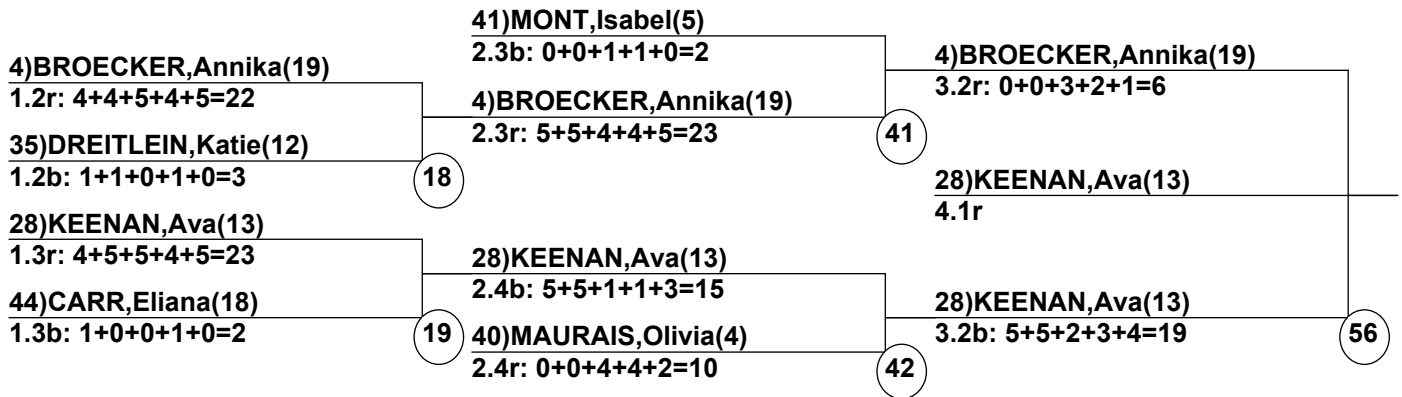 4)BROECKER,Annika(19)
1.2r: 4+4+5+4+5=22
35)DREITLEIN,Katie(12)
1.2b: 1+1+0+1+0=3
18
28)KEENAN,Ava(13)
1.3r: 4+5+5+4+5=23
44)CARR,Eliana(18)
1.3b: 1+0+0+1+0=2
19
41)MONT,Isabel(5)
2.3b: 0+0+1+1+0=2
4)BROECKER,Annika(19)
2.3r: 5+5+4+4+5=23
41
28)KEENAN,Ava(13)
2.4b: 5+5+1+1+3=15
40)MAURAIS,Olivia(4)
2.4r: 0+0+4+4+2=10
42
4)BROECKER,Annika(19)
3.2r: 0+0+3+2+1=6
28)KEENAN,Ava(13)
4.1r
28)KEENAN,Ava(13)
3.2b: 5+5+2+3+4=19
56